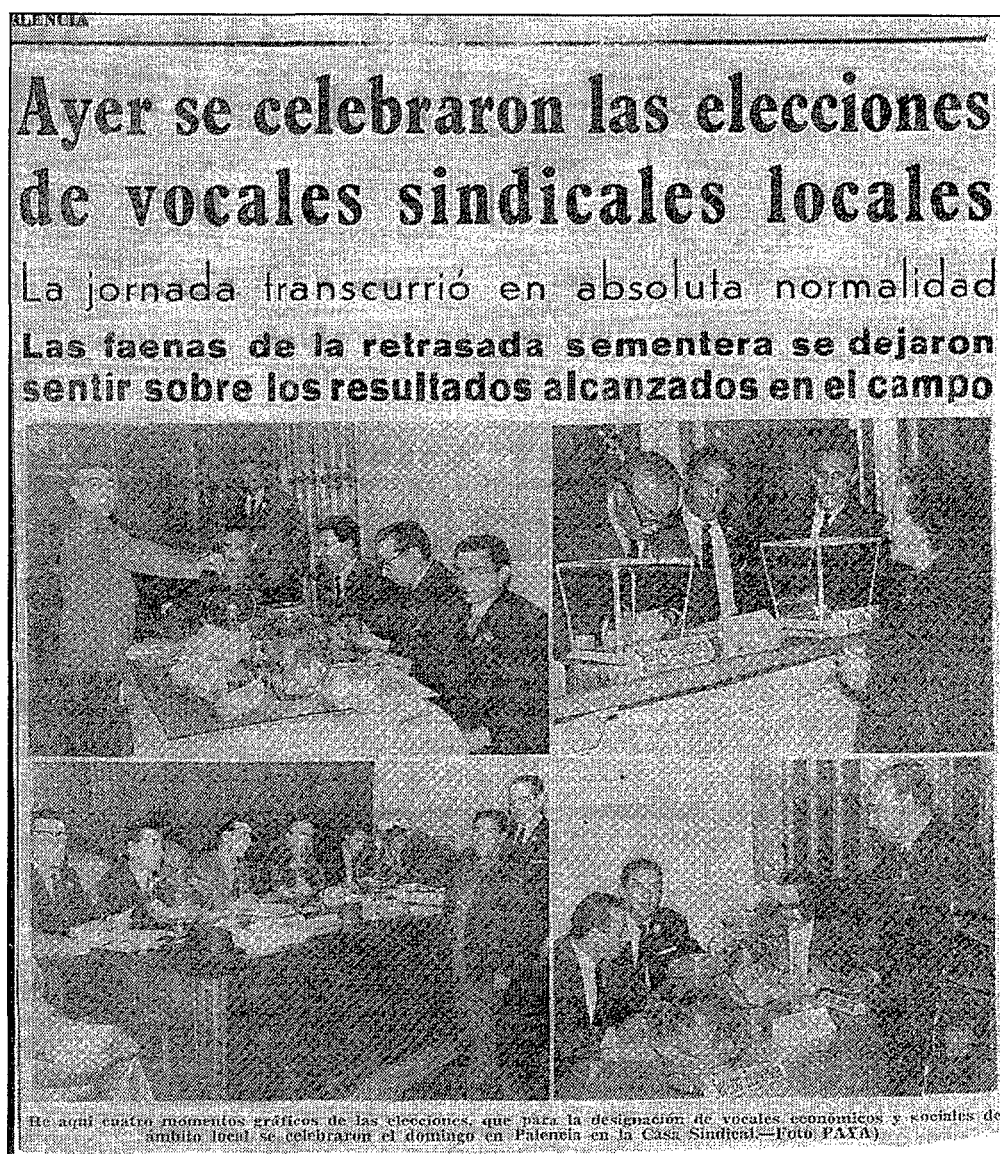 ALENCIA
Ayer se celebraron las elecciones
de vocales sindicales locales
La jornada transcurrió en absoluta normalidad
Las faenas de la retrasada sementera se dejaron
sentir sobre los resultados alcanzados en el campo
He aquí cuatro momentos gráficos de las elecciones, que para la designación de vocales económicos y sociales de
ámbito local se celebraron el domingo en Palencia en la Casa Sindical.—Foto PAYA)